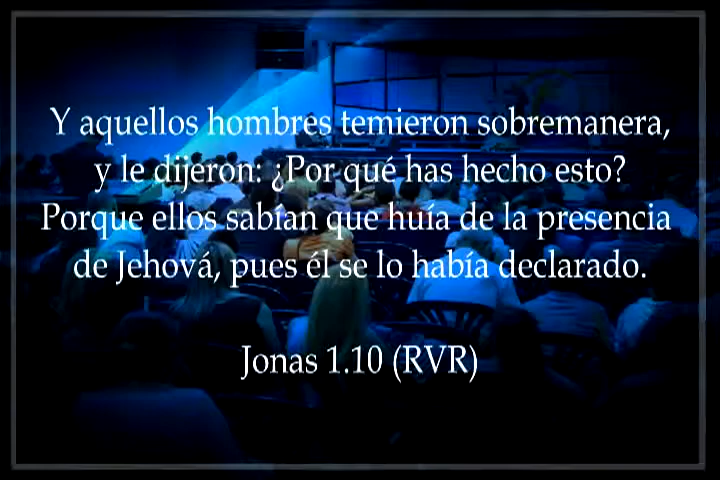 Y aquellos hombres temieron sobremanera,
y le dijeron: ¿Por qué has hecho esto?
Porque ellos sabían que huía de la presencia
de Jehová, pues él se lo había declarado.
Jonas 1.10 (RVR)